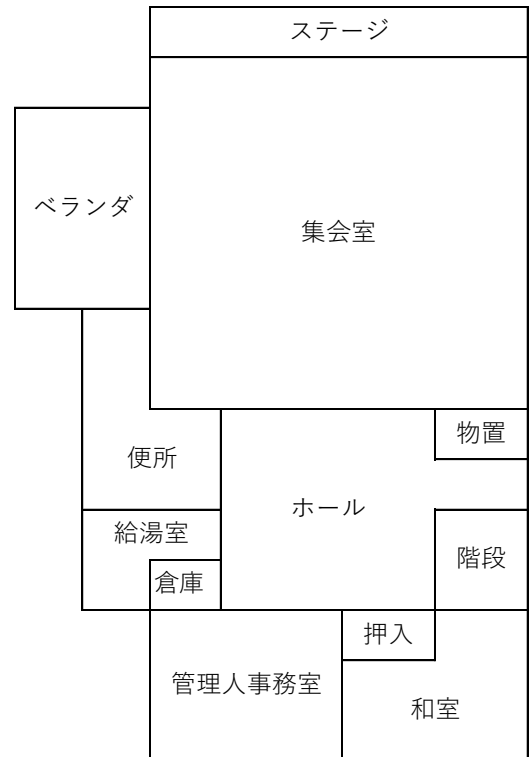 ステージ
ベランダ
集会室
物置
便所
ホール
給湯室
階段
倉庫
押入
管理人事務室
和室